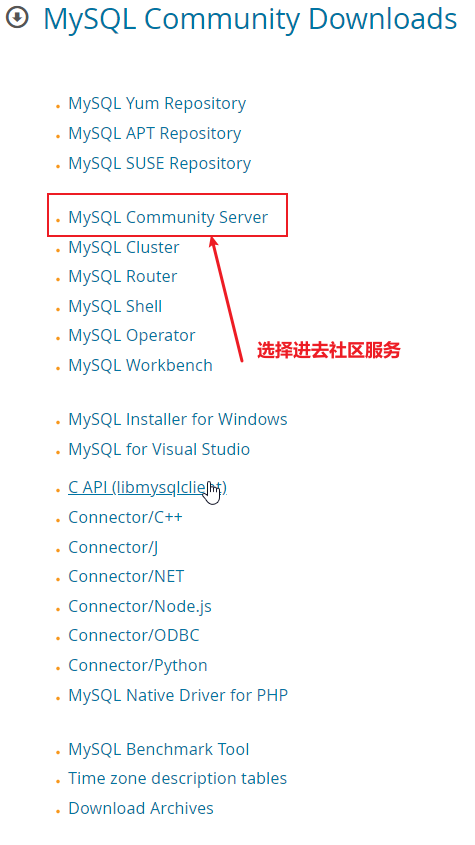 MySQL Community Downloads
MySQL Yum Repository
MySQL APT Repository
MySQL SUSE Repository
MySQL Community Server
MySQL Cluster
MySQL Router
MySQL Shell
MySQL Operator
选择进去社区服务
MySQL Workbench
MySQL Installer for Windows
MySQL for Visual Studio
C API (libmysqlclient)
Connector/C++
Connector/J
Connector/NET
Connector/Node.js
Connector/ODBC
Connector/Python
MySQL Native Driver for PHP
MySQL Benchmark Tool
Time zone description tables
Download Archives